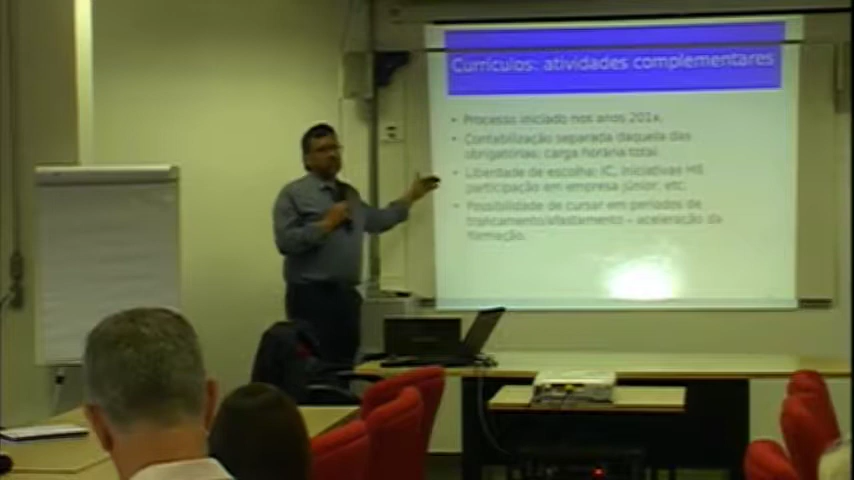 Currículos: atividades complementares
• Processo iniciado nos anos 201x.
• Contabilização separada daquela das
obrigatórias: carga horária total.
• Liberdade de escolha: IC, iniciativas
participação em empresa júnior, etc.
• Possibilidade de cursar em períodos de
trancamento/afastamento – aceleração da
formação.